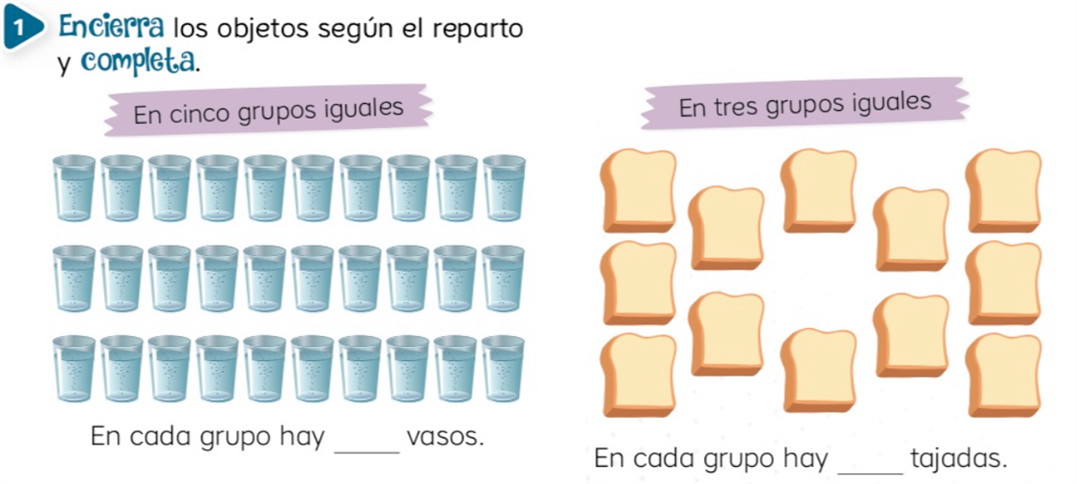 1 Encierra los objetos según el reparto
y completa.
En cinco grupos iguales
En cada grupo hay _____ vasos.
En tres grupos iguales
En cada grupo hay _____ tajadas.